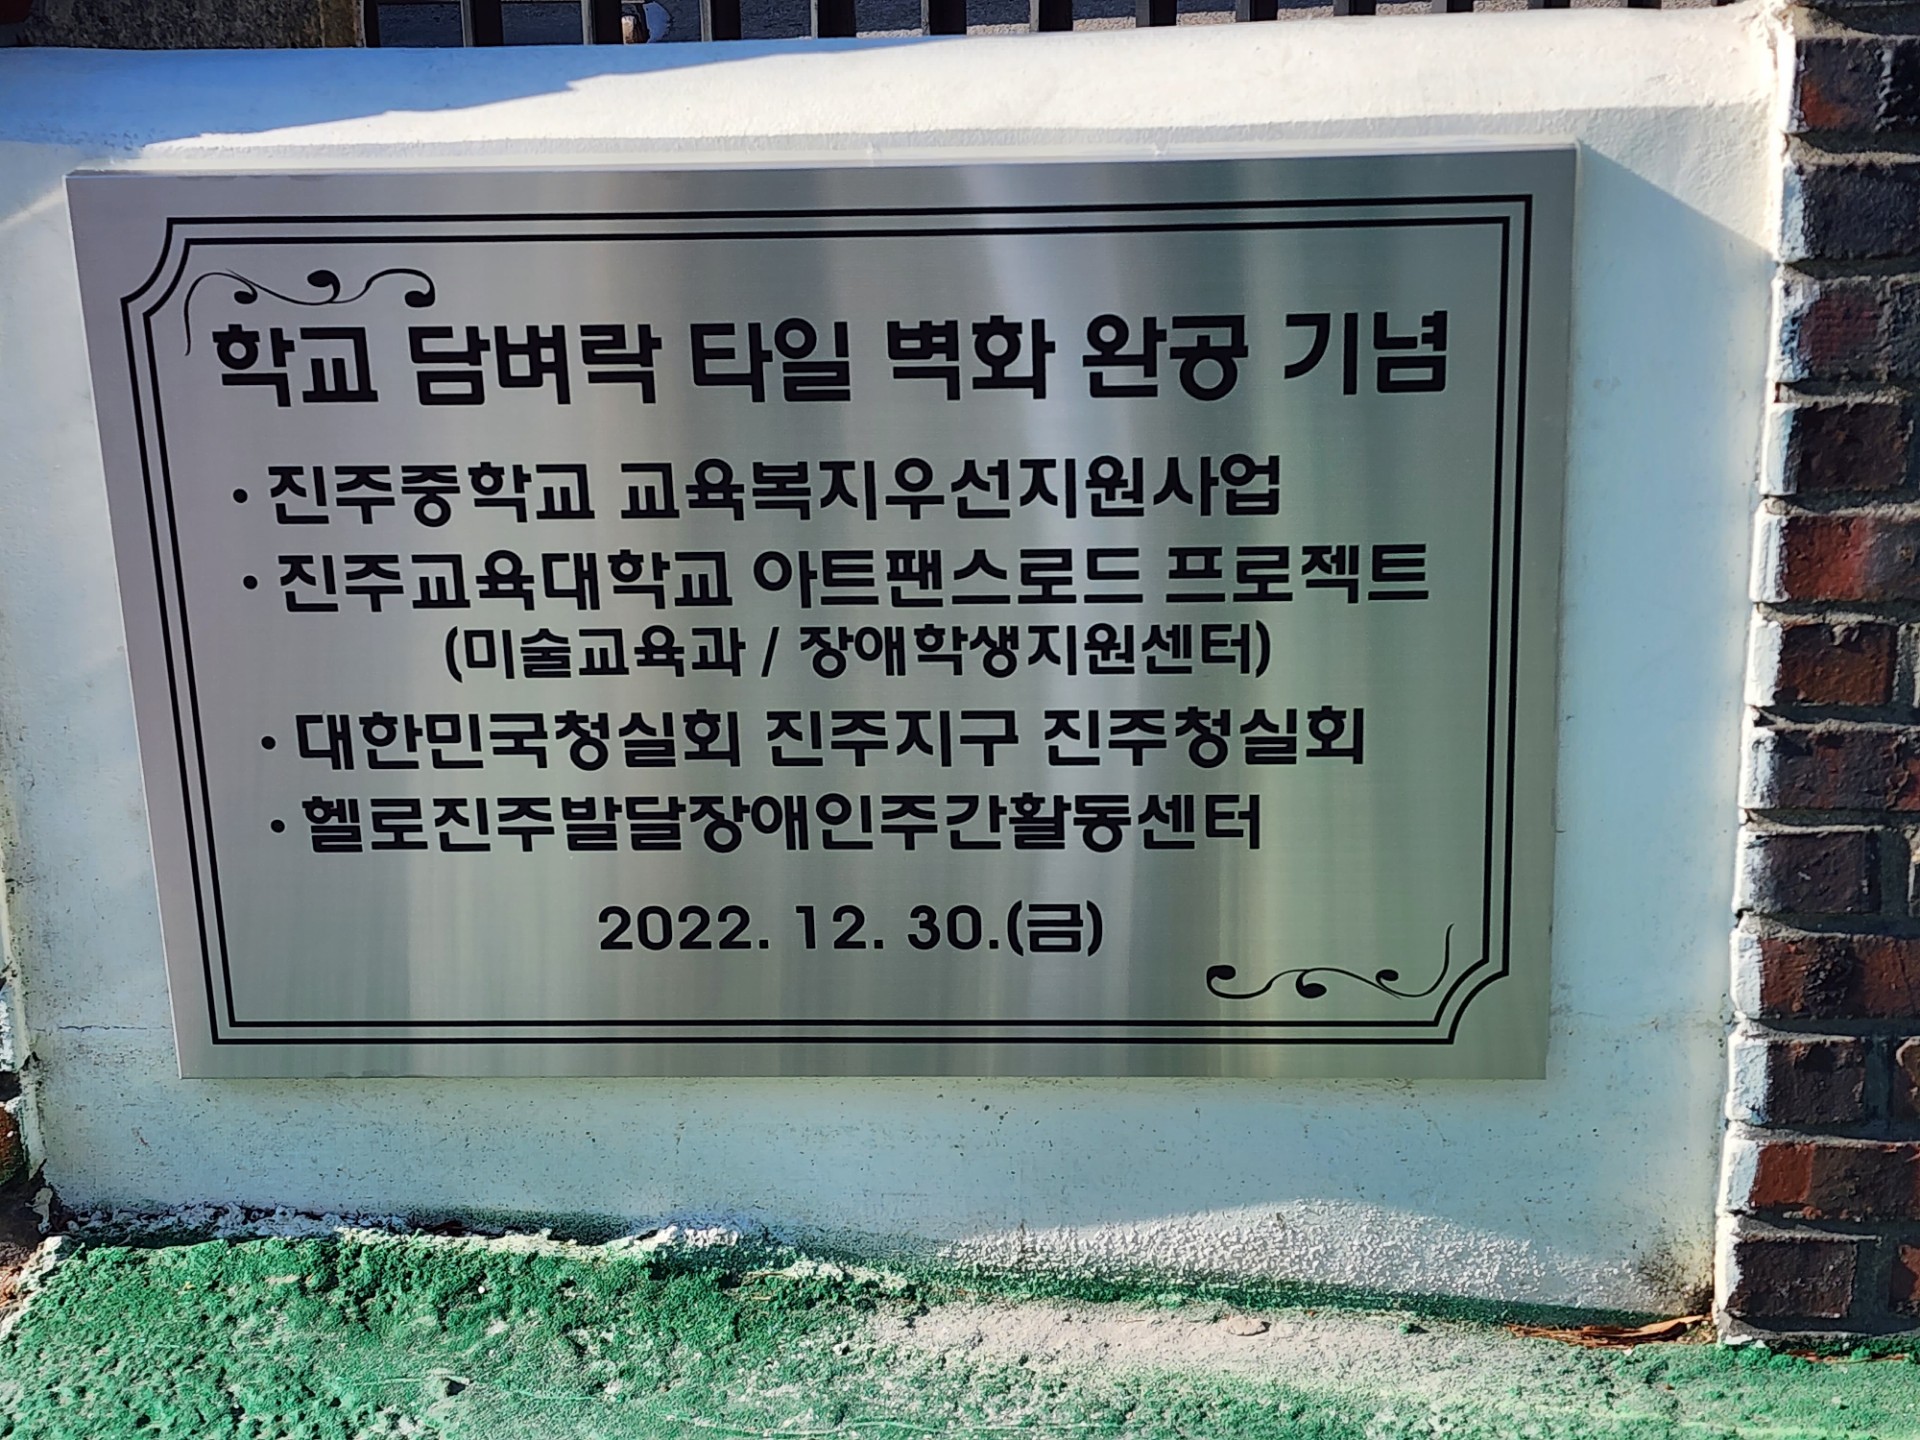 학교 담벼락 타일 벽화 완공 기념
• 진주중학교 교육복지우선지원사업
• 진주교육대학교 아트팬스로드 프로젝트
(미술교육과 / 장애학생지원센터)
• 대한민국청실회 진주지구 진주청실회
• 헬로진주발달장애인주간활동센터
2022. 12. 30.(금)